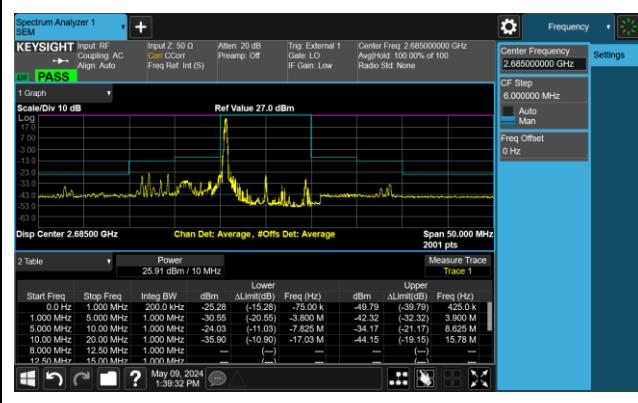 Spectrum Analyzer 1
SEM
Frequency
KEYSIGHT
Input: RF
Coupling: AC
Align: Auto
Input Z: 50 Ω
Corr CCorr
Freq Ref: Int (S)
Atten: 20 dB
Preamp: Off
Trig: External 1
Gate: LO
IF Gain: Low
Center Freq: 2.685000000 GHz
Avg|Hold: 100.00% of 100
Radio Std: None
PASS
Center Frequency
2.685000000 GHz
Settings
CF Step
6.000000 MHz
Auto
Man
Freq Offset
0 Hz
1 Graph
Scale/Div 10 dB
Ref Value 27.0 dBm
Log
17.0
7.00
-3.00
-13.0
-23.0
-33.0
-43.0
-53.0
-63.0
Disp Center 2.68500 GHz
Chan Det: Average , #Offs Det: Average
Span 50.000 MHz
2001 pts
2 Table
Power
25.91 dBm / 10 MHz
Measure Trace
Trace 1
Lower
Upper
Start Freq Stop Freq Integ BW dBm ΔLimit(dB) Freq (Hz) dBm ΔLimit(dB) Freq (Hz)
0.0 Hz 1.000 MHz 200.0 kHz -25.28 (-15.28) -75.00 k -49.79 (-39.79) 425.0 k
1.000 MHz 5.000 MHz 1.000 MHz -30.55 (-20.55) -3.800 M -42.32 (-32.32) 3.900 M
5.000 MHz 10.00 MHz 1.000 MHz -24.03 (-11.03) -7.825 M -34.17 (-21.17) 8.625 M
10.00 MHz 20.00 MHz 1.000 MHz -35.90 (-10.90) -17.03 M -44.15 (-19.15) 15.78 M
8.000 MHz 12.50 MHz 1.000 MHz --- (---) --- --- (---) ---
12.50 MHz 15.00 MHz 1.000 MHz --- (---) --- --- (---) ---
May 09, 2024
1:39:32 PM